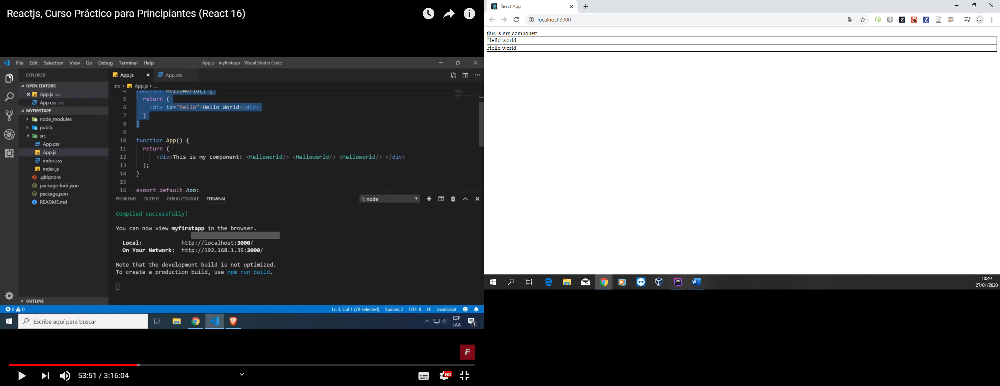 Reactjs, Curso Práctico para Principiantes (React 16)
File Edit Selection View Go Debug Terminal Help
App.js - myfirstapp - Visual Studio Code
EXPLORER
OPEN EDITORS
App.js src
App.css src
MYFIRSTAPP
node_modules
public
src
App.css
App.js
index.css
index.js
.gitignore
package-lock.json
package.json
README.md
OUTLINE
App.js
App.css
src App.js ...
4 function Helloworld() {
5 return (
6 <div id="hello">Hello World</div>
7 )
8 }
9
10 function App() {
11 return (
12 <div>This is my component: <Helloworld/> <Helloworld/> <Helloworld/> </div>
13 );
14 }
15
16 export default App;
PROBLEMS OUTPUT DEBUG CONSOLE TERMINAL
1: node
Compiled successfully!
You can now view myfirstapp in the browser.
Local: http://localhost:3000/
On Your Network: http://192.168.1.39:3000/
Note that the development build is not optimized.
To create a production build, use npm run build.
0 0
Ln 3, Col 1 (79 selected) Spaces: 2 UTF-8 LF JavaScript
Escribe aquí para buscar
ESP
LAA
1
F
53:51 / 3:16:04
HD
React App
localhost:3000
this is my componet:
Hello world
Hello world
10:49
27/01/2020